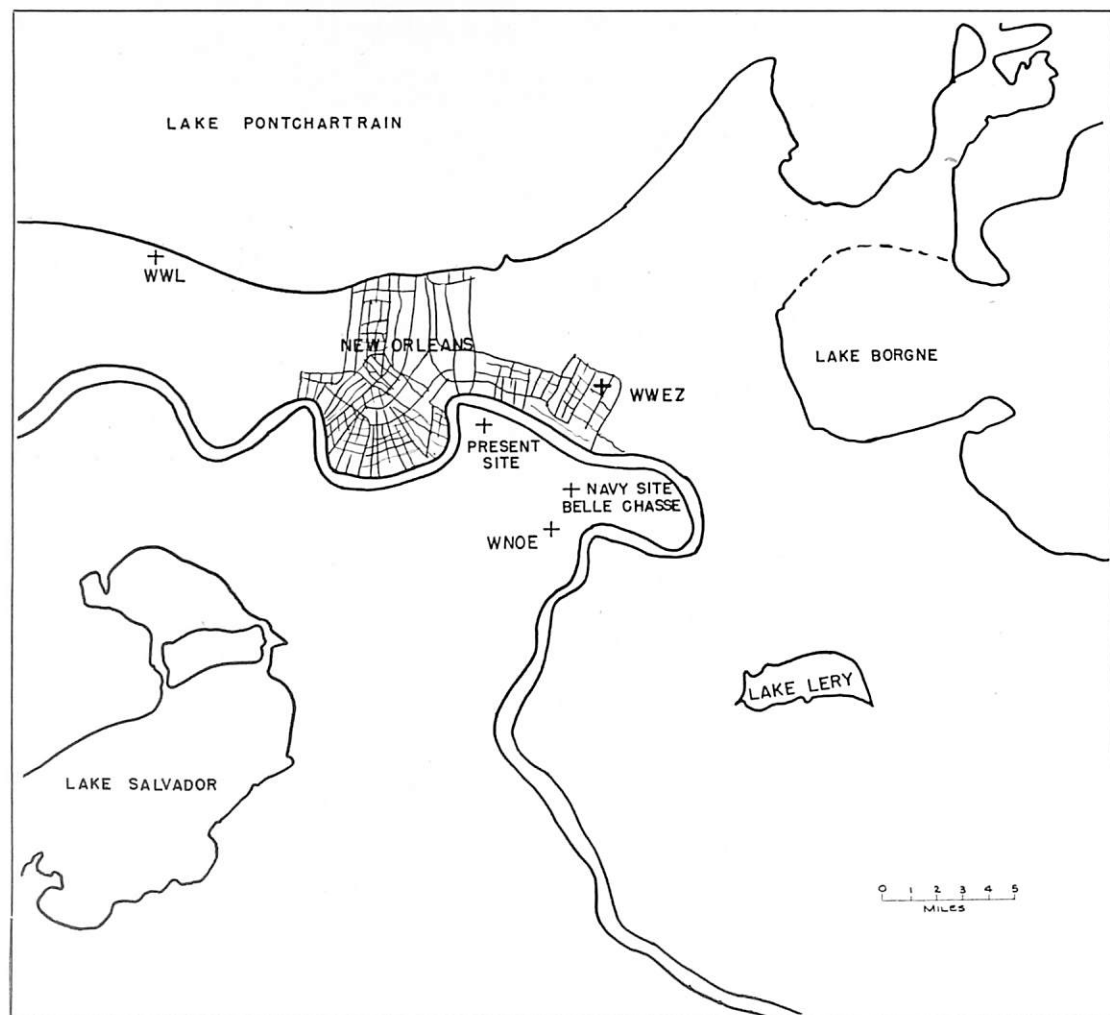 LAKE PONTCHARTRAIN
WWL
NEW ORLEANS
LAKE BORGNE
WWEZ
PRESENT
SITE
NAVY SITE
BELLE CHASSE
WNOE
LAKE LERY
LAKE SALVADOR
0 1 2 3 4 5
MILES